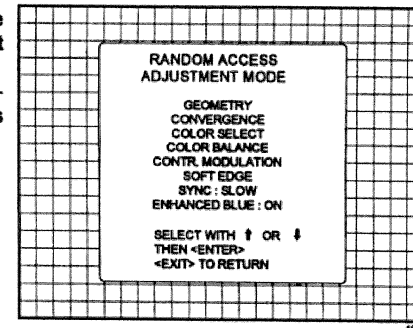 RANDOM ACCESS
ADJUSTMENT MODE
GEOMETRY
CONVERGENCE
COLOR SELECT
COLOR BALANCE
CONTR. MODULATION
SOFT EDGE
SYNC : SLOW
ENHANCED BLUE : ON
SELECT WITH ⬆ OR ⬇
THEN <ENTER>
<EXIT> TO RETURN